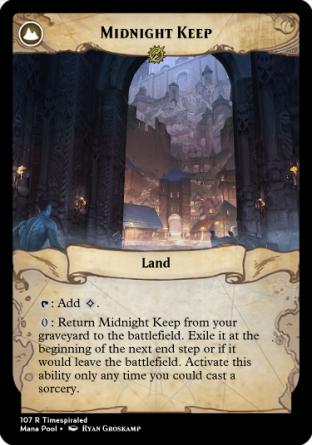 MIDNIGHT KEEP
Land
: Add .
0: Return Midnight Keep from your
graveyard to the battlefield. Exile it at the
beginning of the next end step or if it
would leave the battlefield. Activate this
ability only any time you could cast a
sorcery.
107 R Timespiraled
Mana Pool • RYAN GROSKAMP